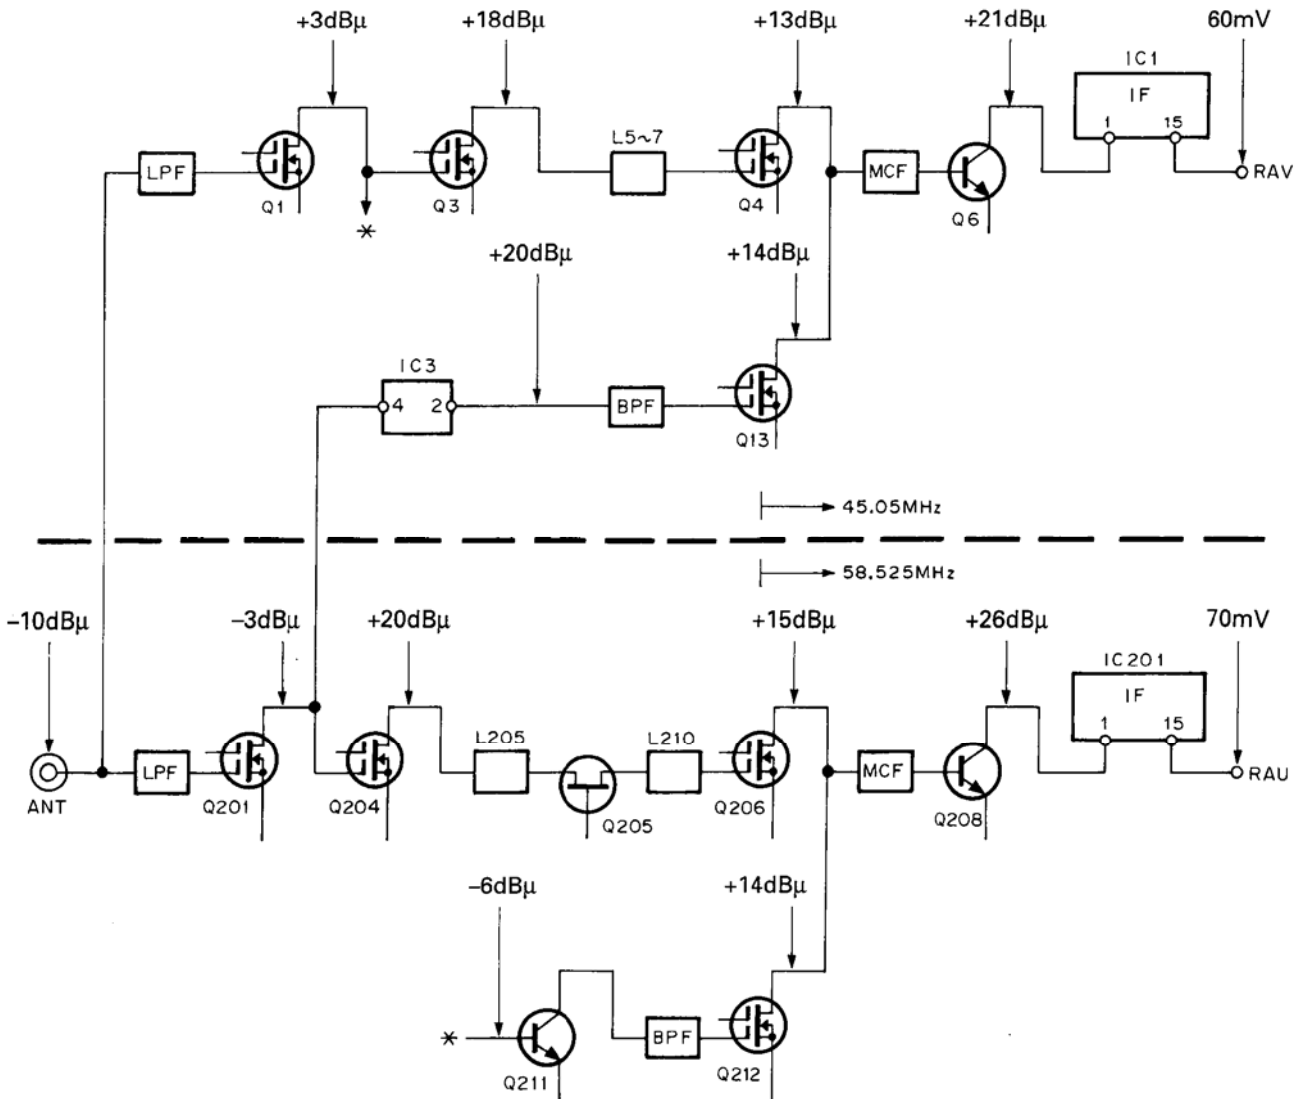 +3dBµ +18dBµ +13dBµ +21dBµ 60mV
IC1
IF
1 15
L5~7
LPF
MCF
RAV
Q1
Q3
Q4
Q6
*
+20dBµ +14dBµ
IC3
4 2
BPF
Q13
45.05MHz
58.525MHz
-10dBµ -3dBµ +20dBµ +15dBµ +26dBµ 70mV
IC201
IF
1 15
L205
L210
LPF
MCF
RAU
ANT
Q201
Q204
Q205
Q206
Q208
-6dBµ +14dBµ
*
BPF
Q211
Q212